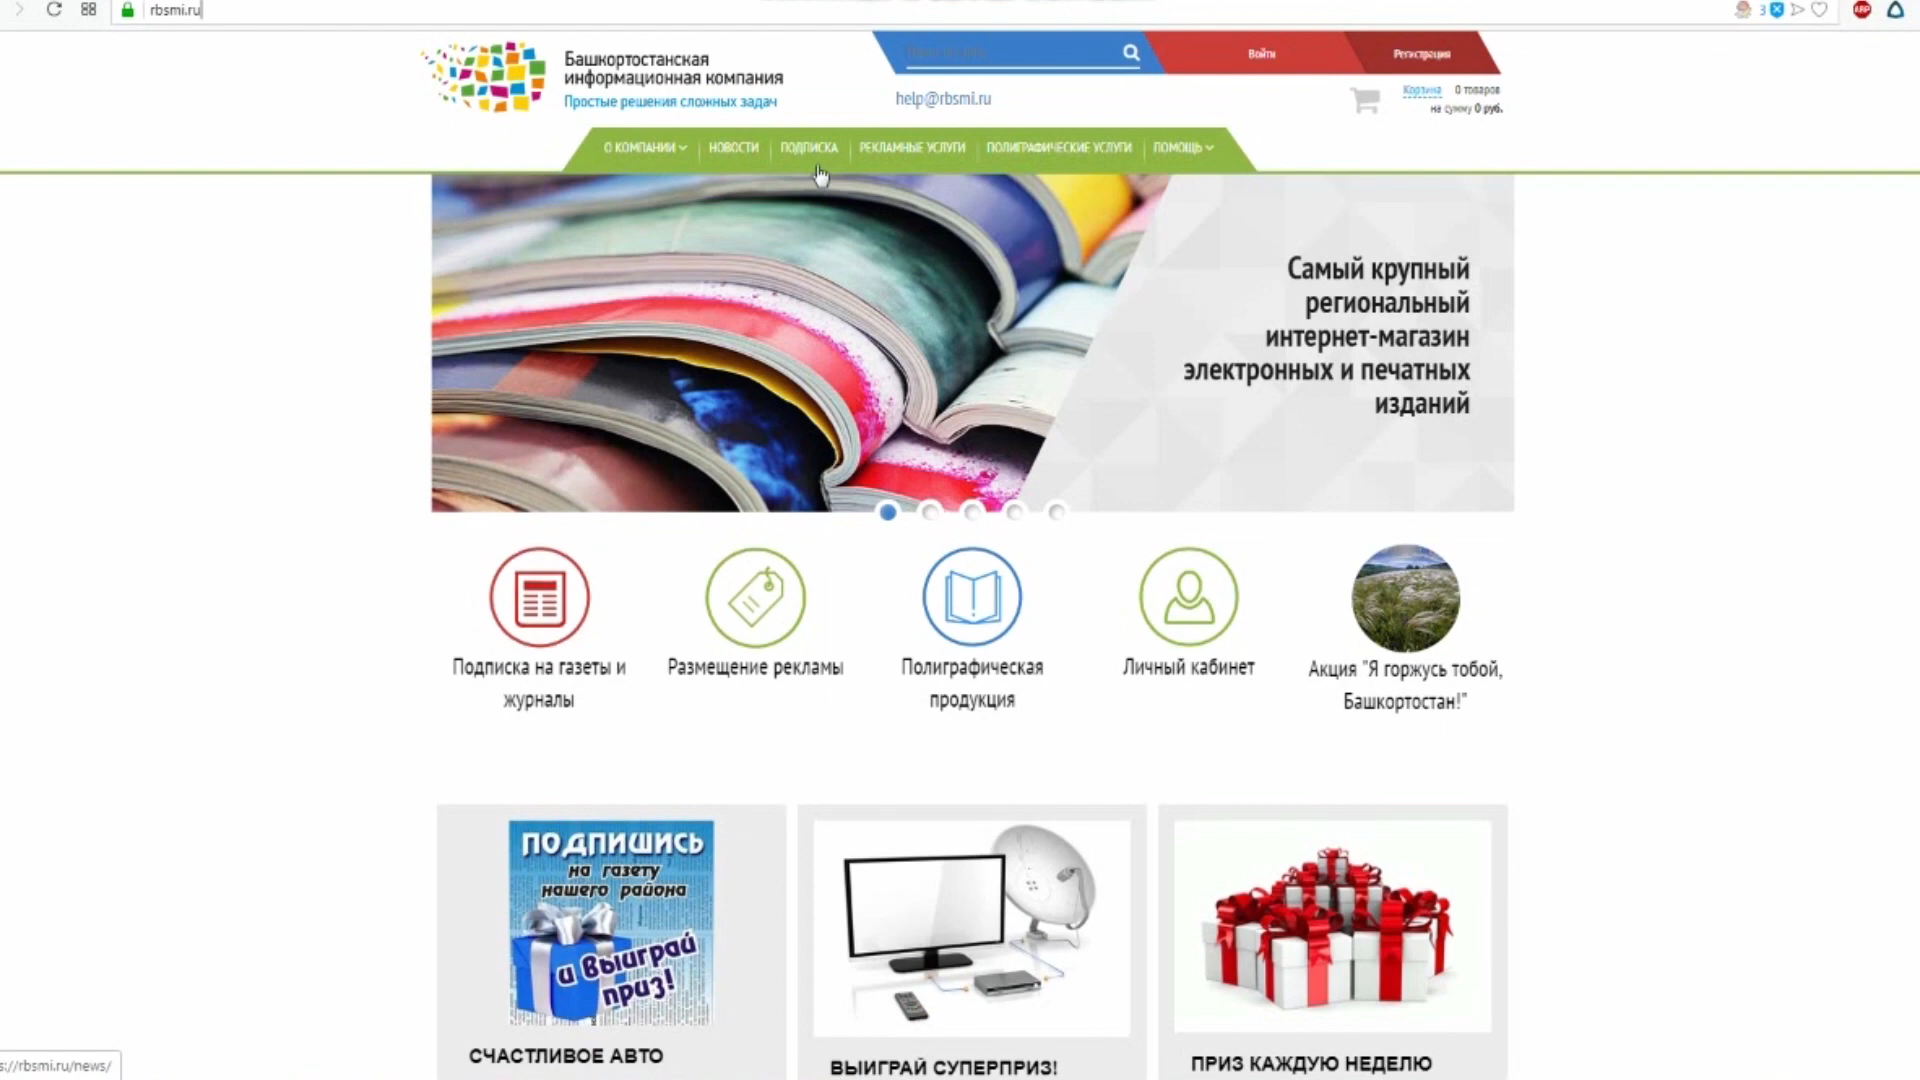 rbsmi.ru
3
ABP
Башкортостанская
информационная компания
Простые решения сложных задач
Войти
Регистрация
help@rbsmi.ru
Корзина 0 товаров
на сумму 0 руб.
О КОМПАНИИ НОВОСТИ ПОДПИСКА РЕКЛАМНЫЕ УСЛУГИ ПОЛИГРАФИЧЕСКИЕ УСЛУГИ ПОМОЩЬ
Самый крупный
региональный
интернет-магазин
электронных и печатных
изданий
Подписка на газеты и
журналы
Размещение рекламы
Полиграфическая
продукция
Личный кабинет
Акция "Я горжусь тобой,
Башкортостан!"
ПОДПИШИСЬ
на газету
нашего района
и выиграй
приз!
СЧАСТЛИВОЕ АВТО
ВЫИГРАЙ СУПЕРПРИЗ!
ПРИЗ КАЖДУЮ НЕДЕЛЮ
s://rbsmi.ru/news/